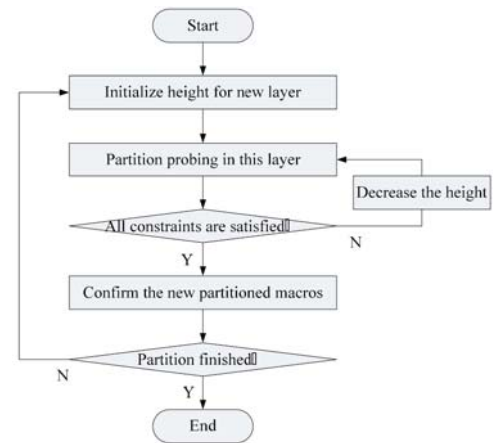 Start
Initialize height for new layer
Partition probing in this layer
Decrease the height
All constraints are satisfied▯
N
Y
Confirm the new partitioned macros
Partition finished▯
N
Y
End